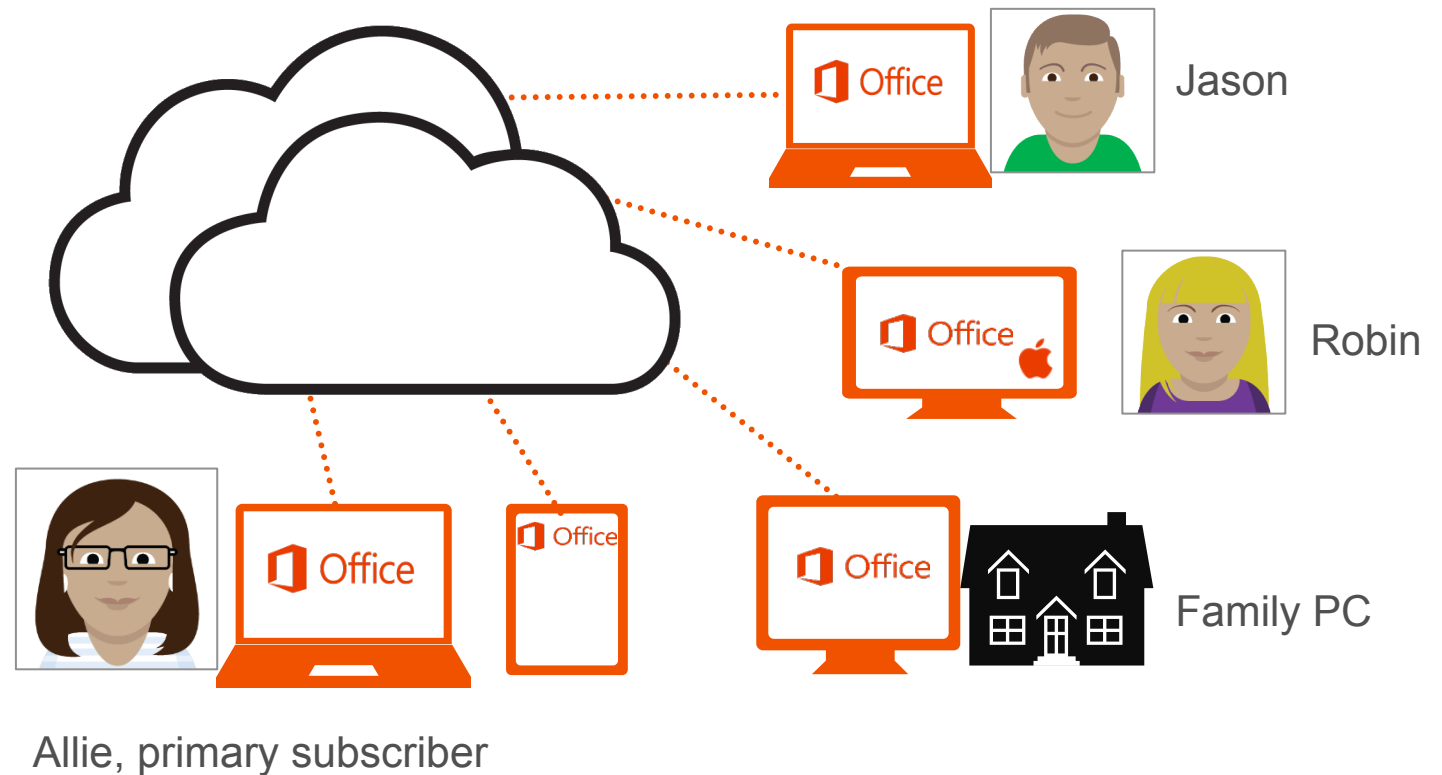 Office
Jason
Office
Robin
Office
Office
Office
Family PC
Allie, primary subscriber